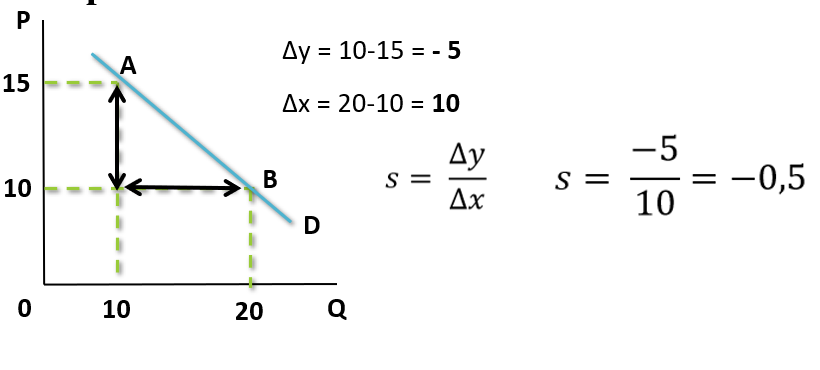 P
A
15
10
B
D
0
10
20
Q
Δy = 10-15 = - 5
Δx = 20-10 = 10
s = Δy/Δx
s = −5/10 = −0,5